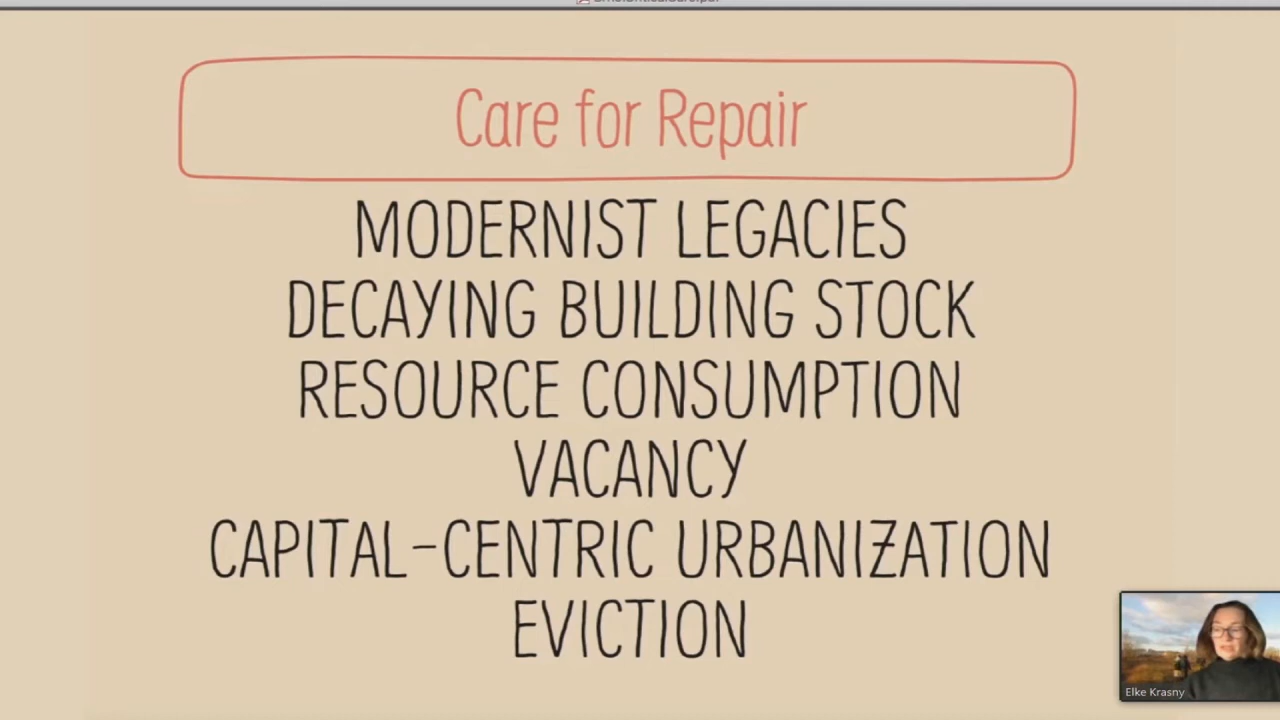 Care for Repair
MODERNIST LEGACIES
DECAYING BUILDING STOCK
RESOURCE CONSUMPTION
VACANCY
CAPITAL-CENTRIC URBANIZATION
EVICTION
Elke Krasny